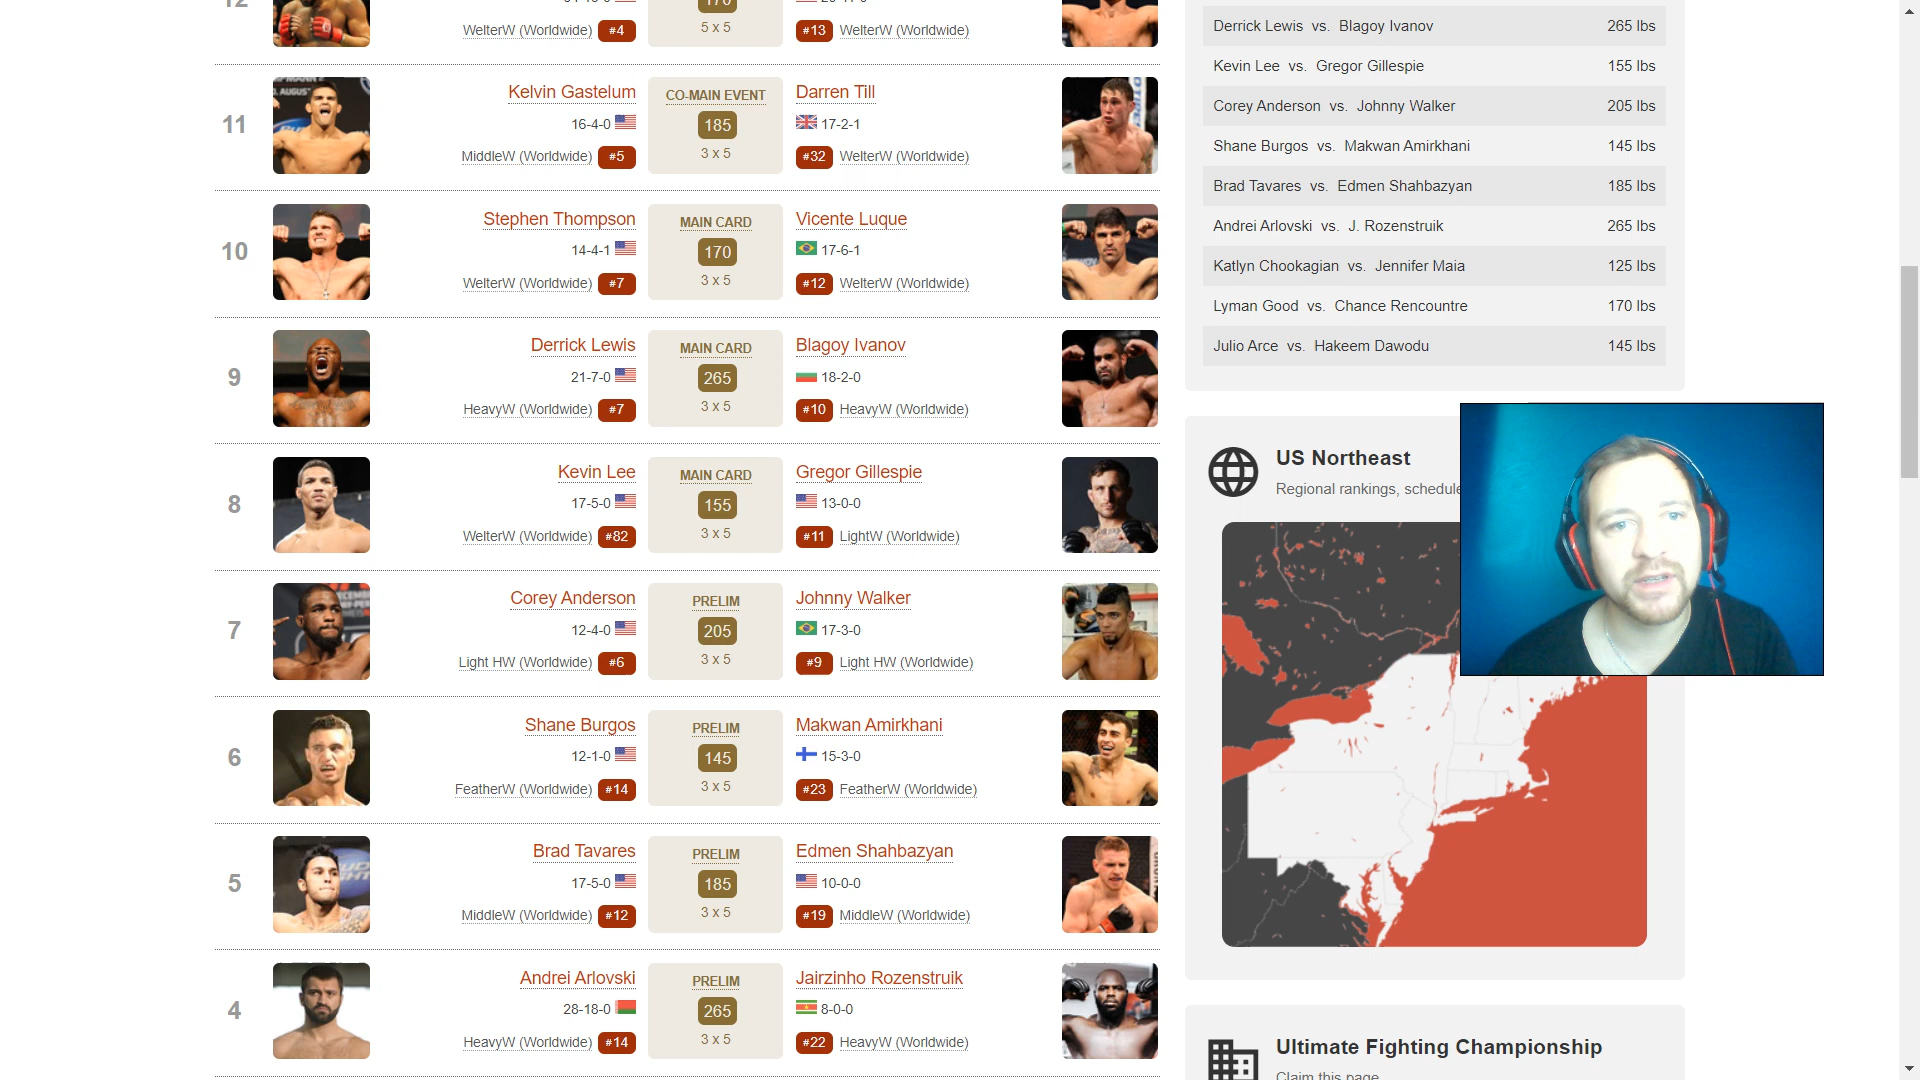 5 x 5
WelterW (Worldwide) #4
#13 WelterW (Worldwide)
11
Kelvin Gastelum
16-4-0
MiddleW (Worldwide) #5
CO-MAIN EVENT
185
3 x 5
Darren Till
17-2-1
#32 WelterW (Worldwide)
10
Stephen Thompson
14-4-1
WelterW (Worldwide) #7
MAIN CARD
170
3 x 5
Vicente Luque
17-6-1
#12 WelterW (Worldwide)
9
Derrick Lewis
21-7-0
HeavyW (Worldwide) #7
MAIN CARD
265
3 x 5
Blagoy Ivanov
18-2-0
#10 HeavyW (Worldwide)
8
Kevin Lee
17-5-0
WelterW (Worldwide) #82
MAIN CARD
155
3 x 5
Gregor Gillespie
13-0-0
#11 LightW (Worldwide)
7
Corey Anderson
12-4-0
Light HW (Worldwide) #6
PRELIM
205
3 x 5
Johnny Walker
17-3-0
#9 Light HW (Worldwide)
6
Shane Burgos
12-1-0
FeatherW (Worldwide) #14
PRELIM
145
3 x 5
Makwan Amirkhani
15-3-0
#23 FeatherW (Worldwide)
5
Brad Tavares
17-5-0
MiddleW (Worldwide) #12
PRELIM
185
3 x 5
Edmen Shahbazyan
10-0-0
#19 MiddleW (Worldwide)
4
Andrei Arlovski
28-18-0
HeavyW (Worldwide) #14
PRELIM
265
3 x 5
Jairzinho Rozenstruik
8-0-0
#22 HeavyW (Worldwide)
Derrick Lewis vs. Blagoy Ivanov 265 lbs
Kevin Lee vs. Gregor Gillespie 155 lbs
Corey Anderson vs. Johnny Walker 205 lbs
Shane Burgos vs. Makwan Amirkhani 145 lbs
Brad Tavares vs. Edmen Shahbazyan 185 lbs
Andrei Arlovski vs. J. Rozenstruik 265 lbs
Katlyn Chookagian vs. Jennifer Maia 125 lbs
Lyman Good vs. Chance Rencountre 170 lbs
Julio Arce vs. Hakeem Dawodu 145 lbs
US Northeast
Regional rankings, schedule
Ultimate Fighting Championship
Claim this page